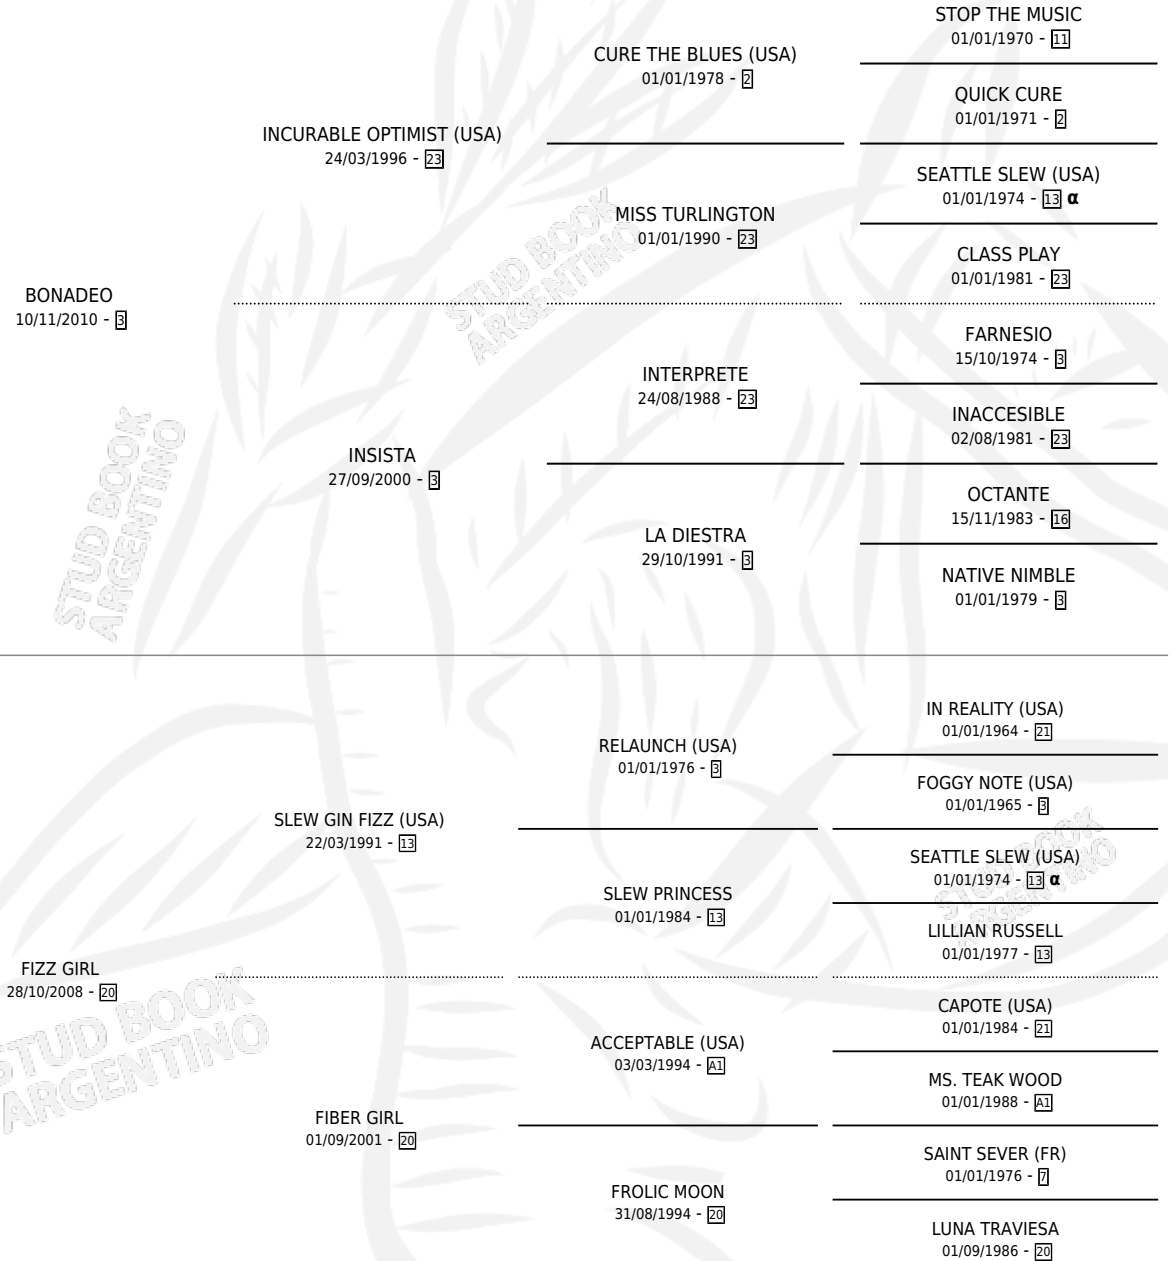 STOP THE MUSIC
01/01/1970 - 11
CURE THE BLUES (USA)
01/01/1978 - 2
QUICK CURE
01/01/1971 - 2
INCURABLE OPTIMIST (USA)
24/03/1996 - 23
SEATTLE SLEW (USA)
01/01/1974 - 13 α
MISS TURLINGTON
01/01/1990 - 23
CLASS PLAY
01/01/1981 - 23
BONADEO
10/11/2010 - 3
FARNESIO
15/10/1974 - 3
INTERPRETE
24/08/1988 - 23
INACCESIBLE
02/08/1981 - 23
INSISTA
27/09/2000 - 3
OCTANTE
15/11/1983 - 16
LA DIESTRA
29/10/1991 - 3
NATIVE NIMBLE
01/01/1979 - 3
IN REALITY (USA)
01/01/1964 - 21
RELAUNCH (USA)
01/01/1976 - 3
FOGGY NOTE (USA)
01/01/1965 - 3
SLEW GIN FIZZ (USA)
22/03/1991 - 13
SEATTLE SLEW (USA)
01/01/1974 - 13 α
SLEW PRINCESS
01/01/1984 - 13
LILLIAN RUSSELL
01/01/1977 - 13
FIZZ GIRL
28/10/2008 - 20
CAPOTE (USA)
01/01/1984 - 21
ACCEPTABLE (USA)
03/03/1994 - A1
MS. TEAK WOOD
01/01/1988 - A1
FIBER GIRL
01/09/2001 - 20
SAINT SEVER (FR)
01/01/1976 - 7
FROLIC MOON
31/08/1994 - 20
LUNA TRAVIESA
01/09/1986 - 20
STUD BOOK
ARGENTINO
STUD BOOK
ARGENTINO
STUD BOOK
ARGENTINO
STUD BOOK
ARGENTINO